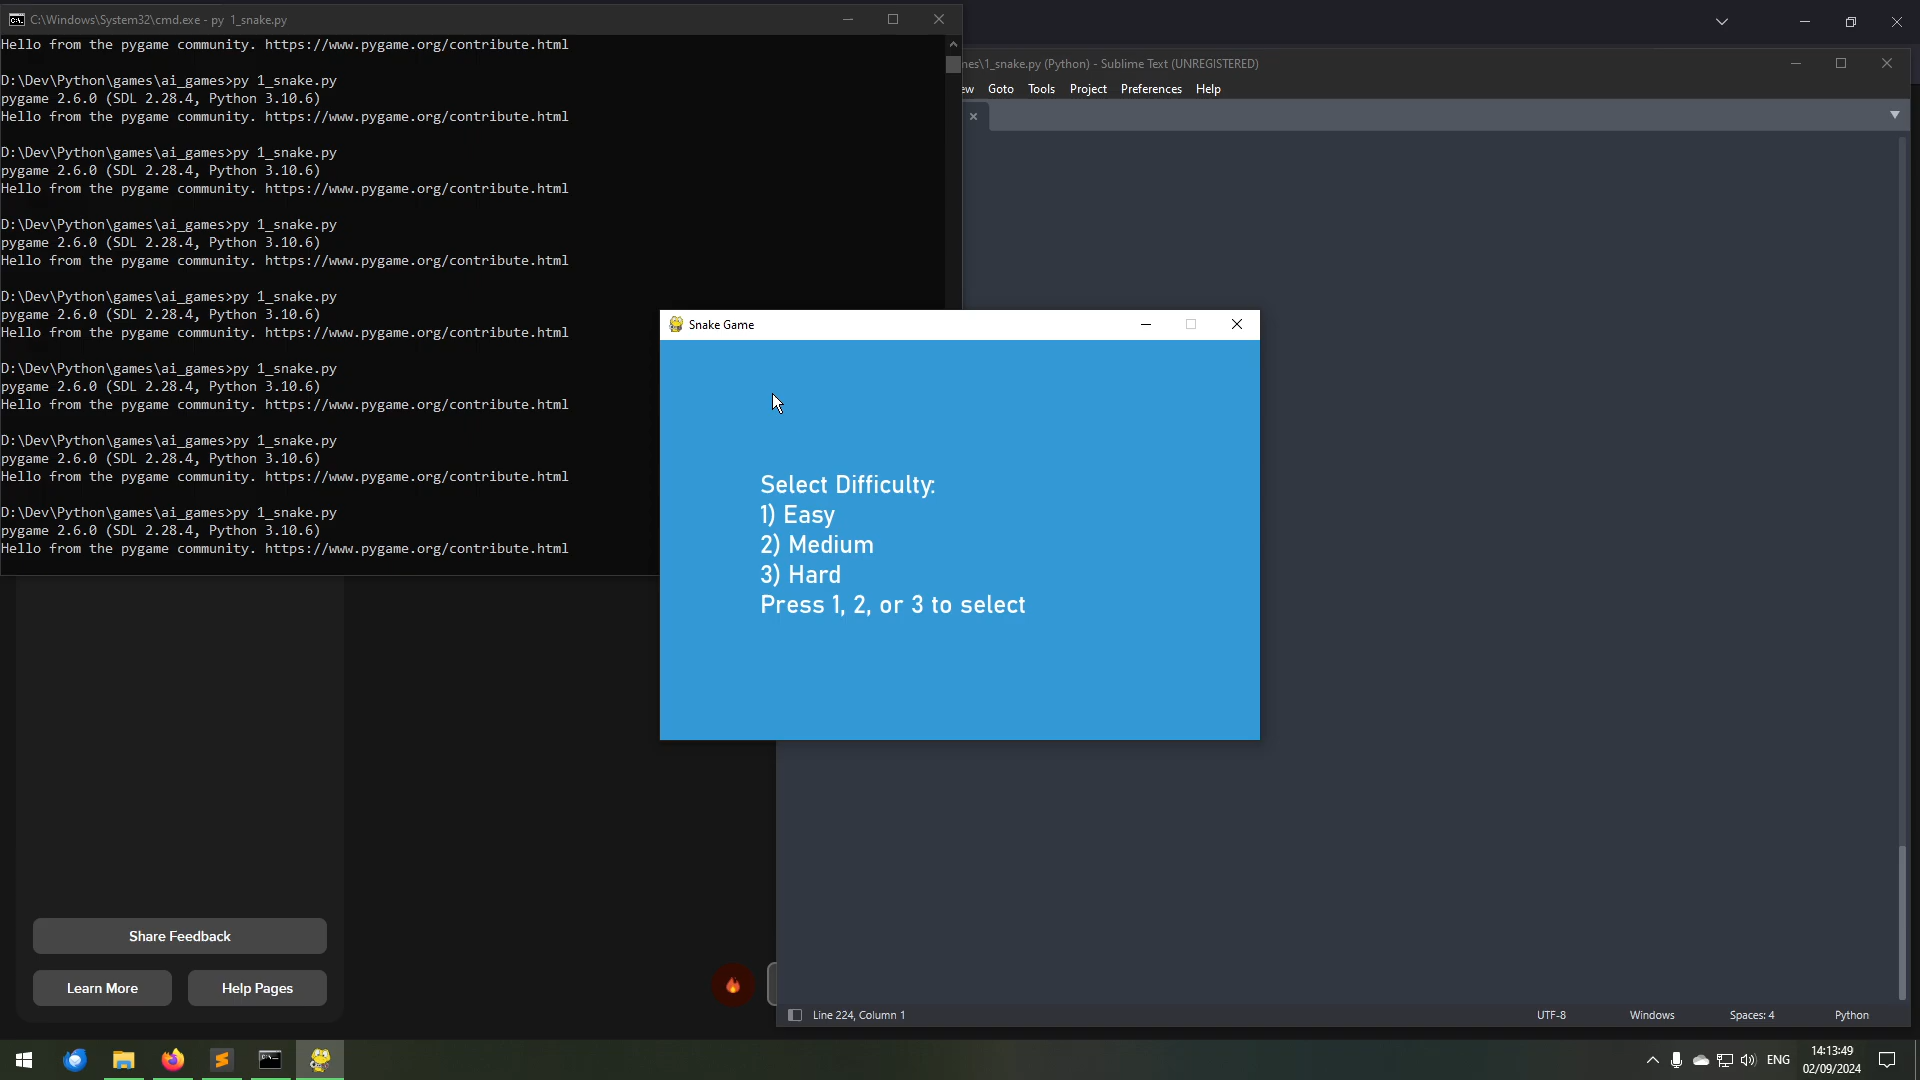 C:\Windows\System32\cmd.exe - py 1_snake.py
Hello from the pygame community. https://www.pygame.org/contribute.html
D:\Dev\Python\games\ai_games>py 1_snake.py
pygame 2.6.0 (SDL 2.28.4, Python 3.10.6)
Hello from the pygame community. https://www.pygame.org/contribute.html
D:\Dev\Python\games\ai_games>py 1_snake.py
pygame 2.6.0 (SDL 2.28.4, Python 3.10.6)
Hello from the pygame community. https://www.pygame.org/contribute.html
D:\Dev\Python\games\ai_games>py 1_snake.py
pygame 2.6.0 (SDL 2.28.4, Python 3.10.6)
Hello from the pygame community. https://www.pygame.org/contribute.html
D:\Dev\Python\games\ai_games>py 1_snake.py
pygame 2.6.0 (SDL 2.28.4, Python 3.10.6)
Hello from the pygame community. https://www.pygame.org/contribute.html
D:\Dev\Python\games\ai_games>py 1_snake.py
pygame 2.6.0 (SDL 2.28.4, Python 3.10.6)
Hello from the pygame community. https://www.pygame.org/contribute.html
D:\Dev\Python\games\ai_games>py 1_snake.py
pygame 2.6.0 (SDL 2.28.4, Python 3.10.6)
Hello from the pygame community. https://www.pygame.org/contribute.html
D:\Dev\Python\games\ai_games>py 1_snake.py
pygame 2.6.0 (SDL 2.28.4, Python 3.10.6)
Hello from the pygame community. https://www.pygame.org/contribute.html
nes\1_snake.py (Python) - Sublime Text (UNREGISTERED)
ew Goto Tools Project Preferences Help
Snake Game
Select Difficulty:
1) Easy
2) Medium
3) Hard
Press 1, 2, or 3 to select
Share Feedback
Learn More
Help Pages
Line 224, Column 1
UTF-8
Windows
Spaces: 4
Python
ENG
14:13:49
02/09/2024